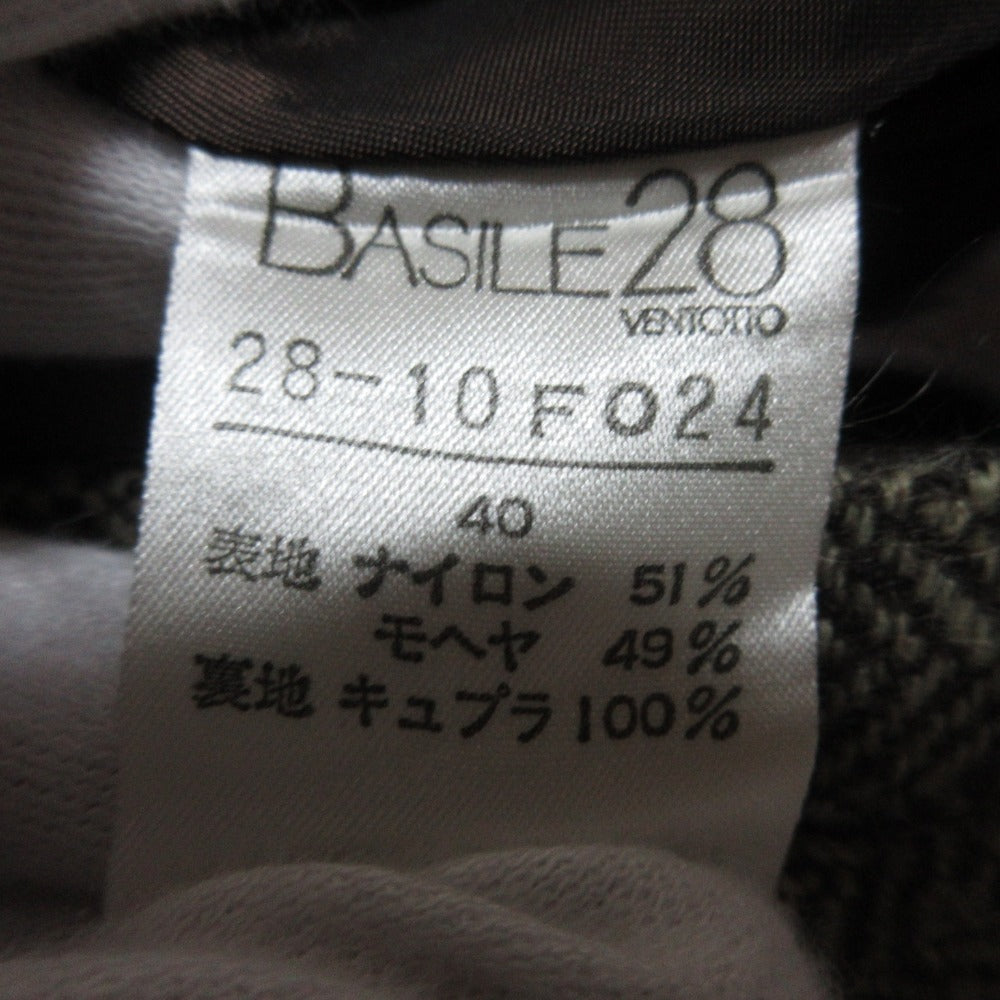 BASILE28
VENTOTTO
28-10FO24
40
表地 ナイロン 51%
モヘヤ 49%
裏地 キュプラ 100%